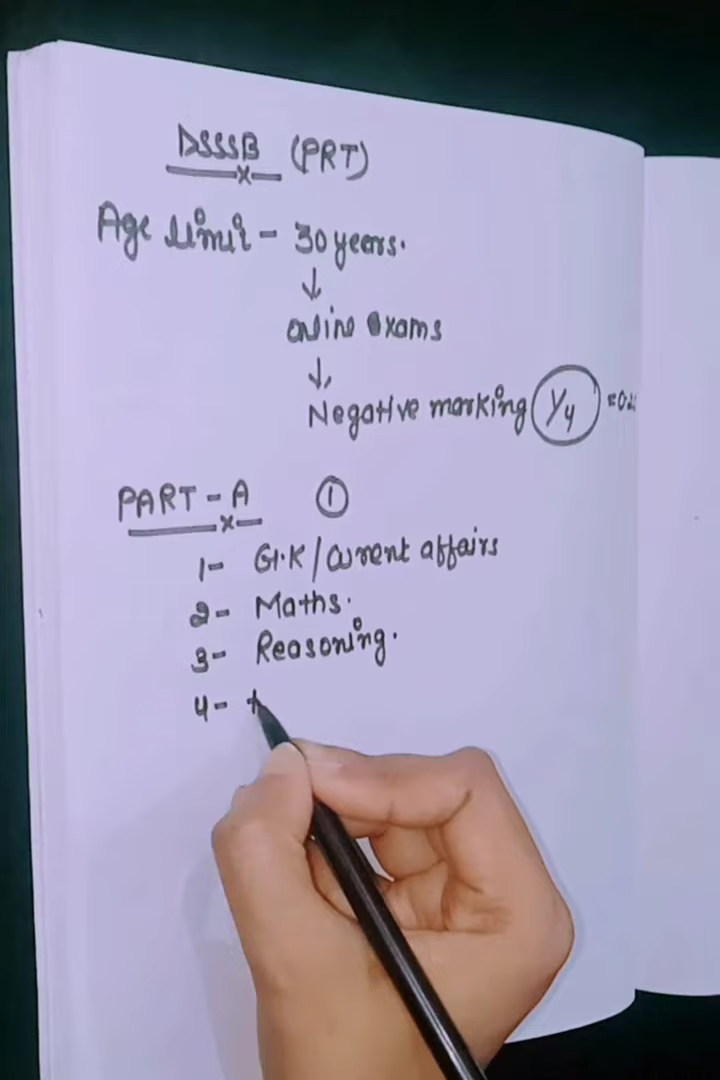 DSSSB (PRT)
Age limit - 30 years.
↓
online exams
↓
Negative marking 1/4
PART - A ①
1- G.K / Current affairs
2- Maths.
3- Reasoning.
4-